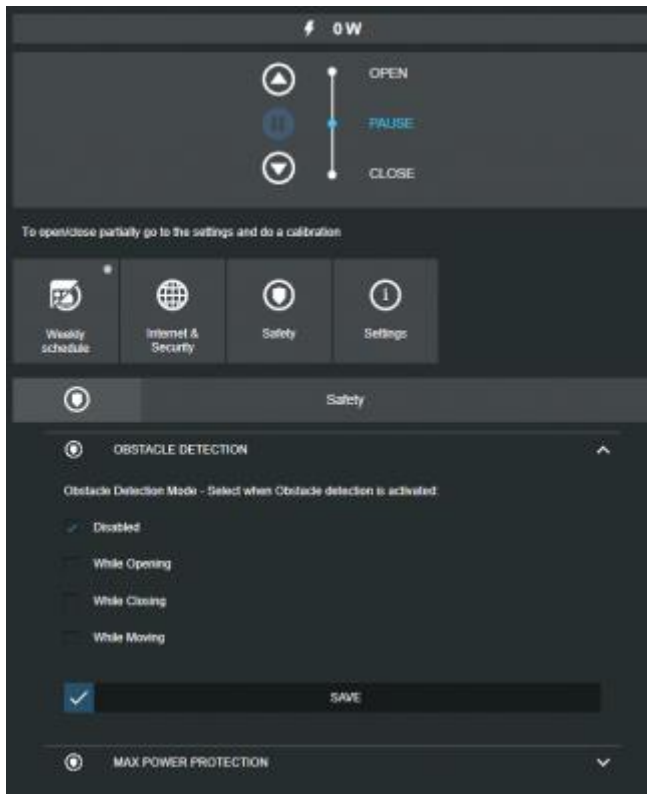 0 W
OPEN
PAUSE
CLOSE
To open/close partially go to the settings and do a calibration
Weekly
schedule
Internet &
Security
Safety
Settings
Safety
OBSTACLE DETECTION
Obstacle Detection Mode - Select when Obstacle detection is activated:
Disabled
While Opening
While Closing
While Moving
SAVE
MAX POWER PROTECTION